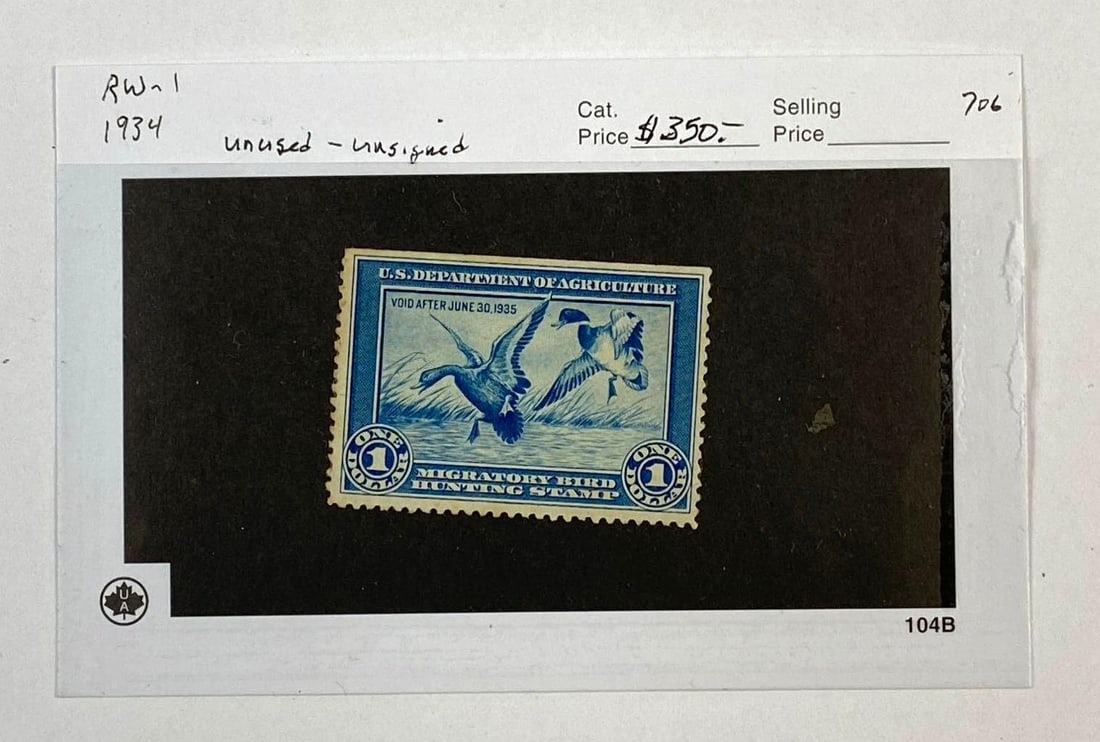 RW-1
1934
unused - unsigned
Cat.
Price $350.-
Selling
Price
706
U.S. DEPARTMENT OF AGRICULTURE
VOID AFTER JUNE 30, 1935
ONE
1
DOLLAR
MIGRATORY BIRD
HUNTING STAMP
ONE
1
DOLLAR
UAI
104B